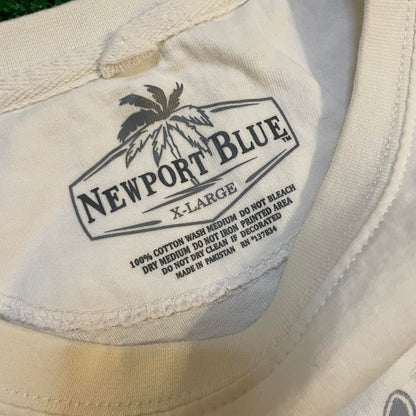 NEWPORT BLUE™
X-LARGE
100% COTTON WASH MEDIUM DO NOT BLEACH
DRY MEDIUM DO NOT IRON PRINTED AREA
DO NOT DRY CLEAN IF DECORATED
MADE IN PAKISTAN RN #137834